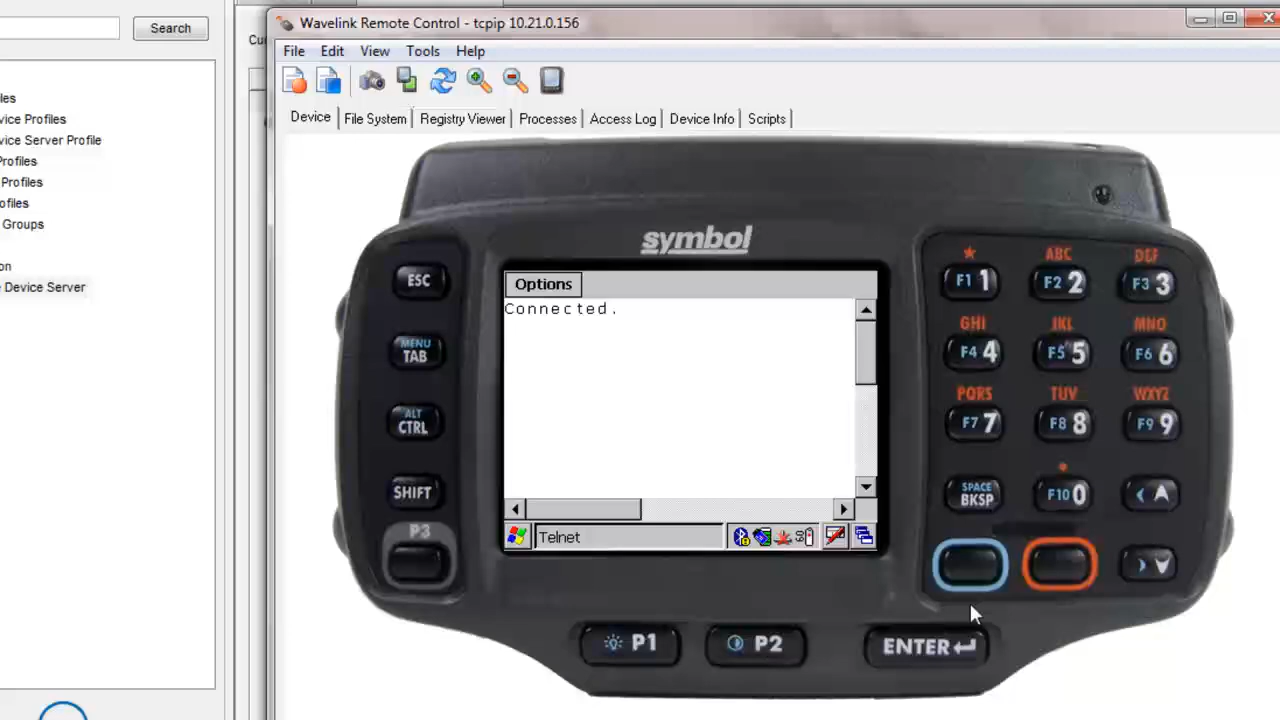 Wavelink Remote Control - tcpip 10.21.0.156
Search
File Edit View Tools Help
Device File System Registry Viewer Processes Access Log Device Info Scripts
vice Profiles
vice Server Profile
Profiles
Profiles
Groups
Device Server
symbol
ESC
MENU
TAB
ALT
CTRL
SHIFT
P3
Options
Connected.
Telnet
*
F1 1
ABC
F2 2
DEF
F3 3
GHI
F4 4
JKL
F5 5
MNO
F6 6
PQRS
F7 7
TUV
F8 8
WXYZ
F9 9
SPACE
BKSP
F10 0
P1
P2
ENTER